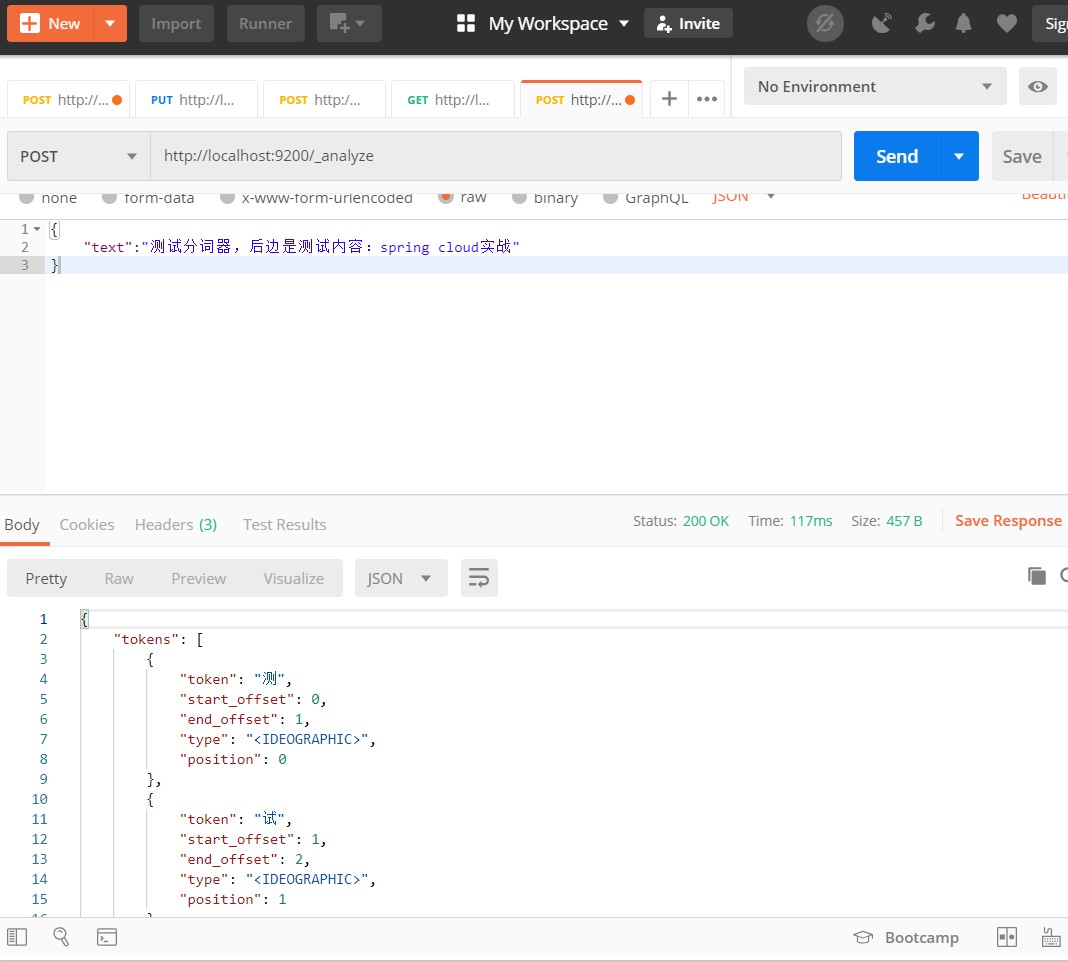 New Import Runner My Workspace Invite
POST http://... PUT http://l... POST http:/... GET http://l... POST http://... No Environment
POST http://localhost:9200/_analyze Send Save
none form-data x-www-form-urlencoded raw binary GraphQL JSON
1 {
2 "text":"测试分词器，后边是测试内容：spring cloud实战"
3 }
Body Cookies Headers (3) Test Results Status: 200 OK Time: 117ms Size: 457 B Save Response
Pretty Raw Preview Visualize JSON
1 {
2 "tokens": [
3 {
4 "token": "测",
5 "start_offset": 0,
6 "end_offset": 1,
7 "type": "<IDEOGRAPHIC>",
8 "position": 0
9 },
10 {
11 "token": "试",
12 "start_offset": 1,
13 "end_offset": 2,
14 "type": "<IDEOGRAPHIC>",
15 "position": 1
Bootcamp